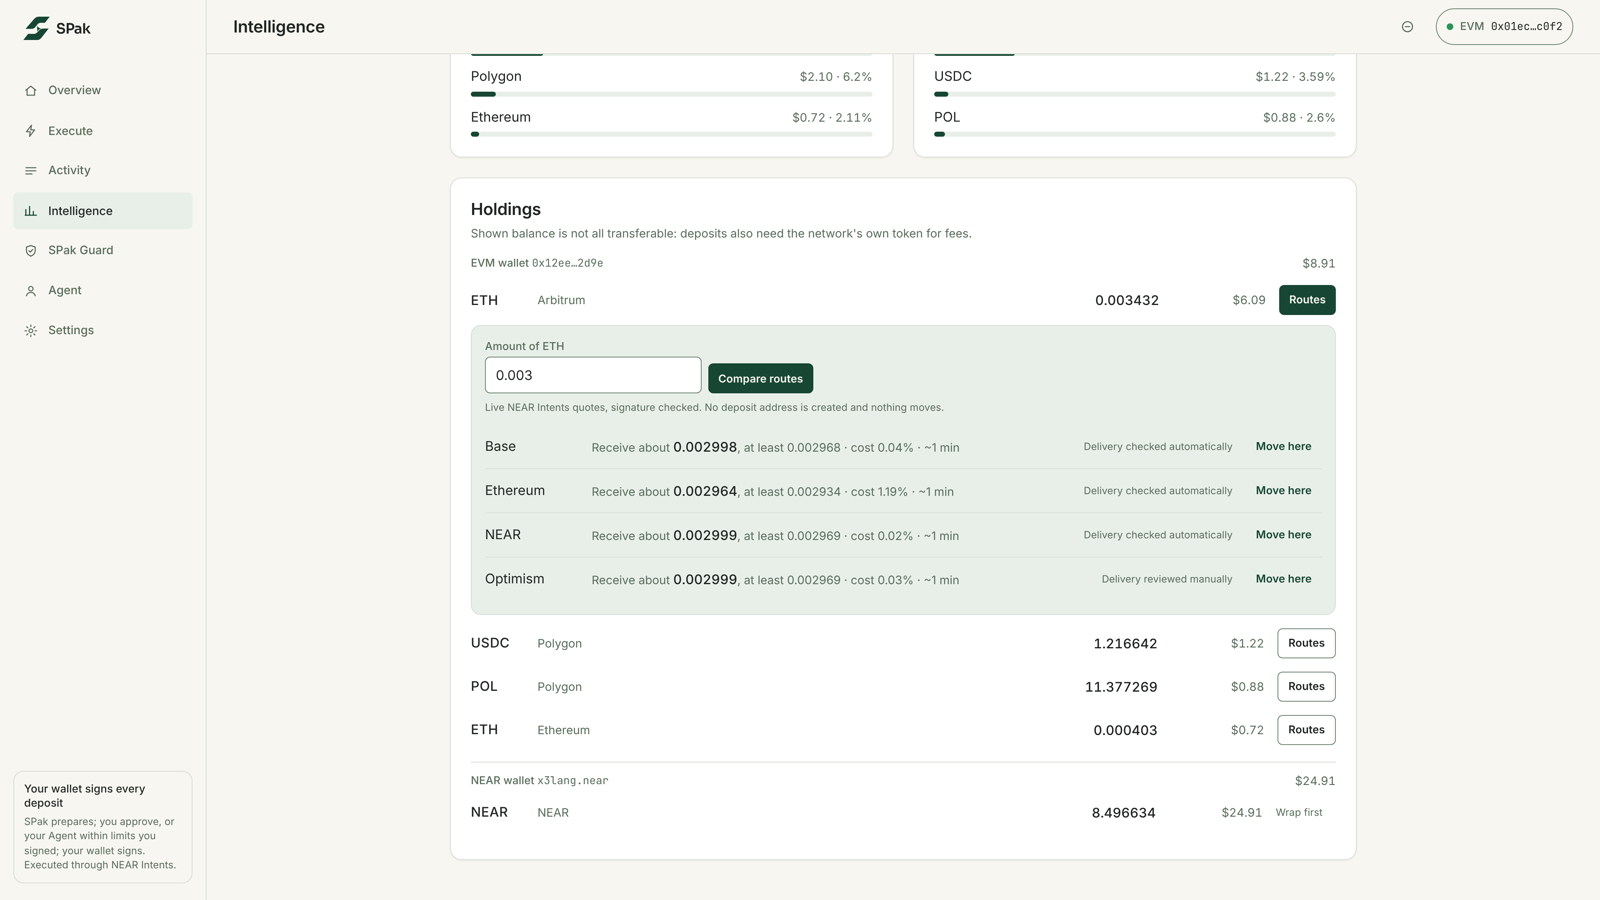 SPak
Intelligence
EVM 0x01ec…c0f2
Overview
Execute
Activity
Intelligence
SPak Guard
Agent
Settings
Your wallet signs every
deposit
SPak prepares; you approve, or
your Agent within limits you
signed; your wallet signs.
Executed through NEAR Intents.
Polygon $2.10 · 6.2%
Ethereum $0.72 · 2.11%
USDC $1.22 · 3.59%
POL $0.88 · 2.6%
Holdings
Shown balance is not all transferable: deposits also need the network's own token for fees.
EVM wallet 0x12ee…2d9e $8.91
ETH Arbitrum 0.003432 $6.09 Routes
Amount of ETH
0.003 Compare routes
Live NEAR Intents quotes, signature checked. No deposit address is created and nothing moves.
Base Receive about 0.002998, at least 0.002968 · cost 0.04% · ~1 min Delivery checked automatically Move here
Ethereum Receive about 0.002964, at least 0.002934 · cost 1.19% · ~1 min Delivery checked automatically Move here
NEAR Receive about 0.002999, at least 0.002969 · cost 0.02% · ~1 min Delivery checked automatically Move here
Optimism Receive about 0.002999, at least 0.002969 · cost 0.03% · ~1 min Delivery reviewed manually Move here
USDC Polygon 1.216642 $1.22 Routes
POL Polygon 11.377269 $0.88 Routes
ETH Ethereum 0.000403 $0.72 Routes
NEAR wallet x3lang.near $24.91
NEAR NEAR 8.496634 $24.91 Wrap first